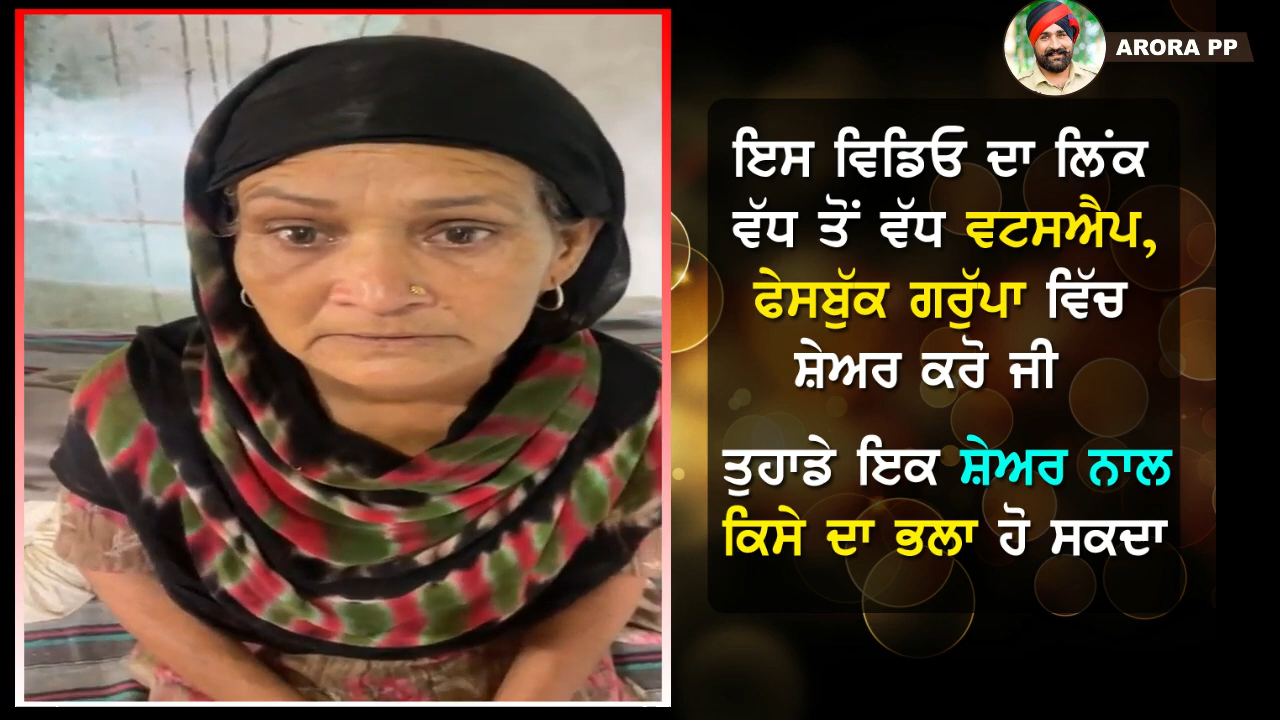 ARORA PP
ਇਸ ਵਿਡਿਓ ਦਾ ਲਿੰਕ
ਵੱਧ ਤੋਂ ਵੱਧ ਵਟਸਐਪ,
ਫੇਸਬੁੱਕ ਗਰੁੱਪਾ ਵਿੱਚ
ਸ਼ੇਅਰ ਕਰੋ ਜੀ
ਤੁਹਾਡੇ ਇਕ ਸ਼ੇਅਰ ਨਾਲ
ਕਿਸੇ ਦਾ ਭਲਾ ਹੋ ਸਕਦਾ